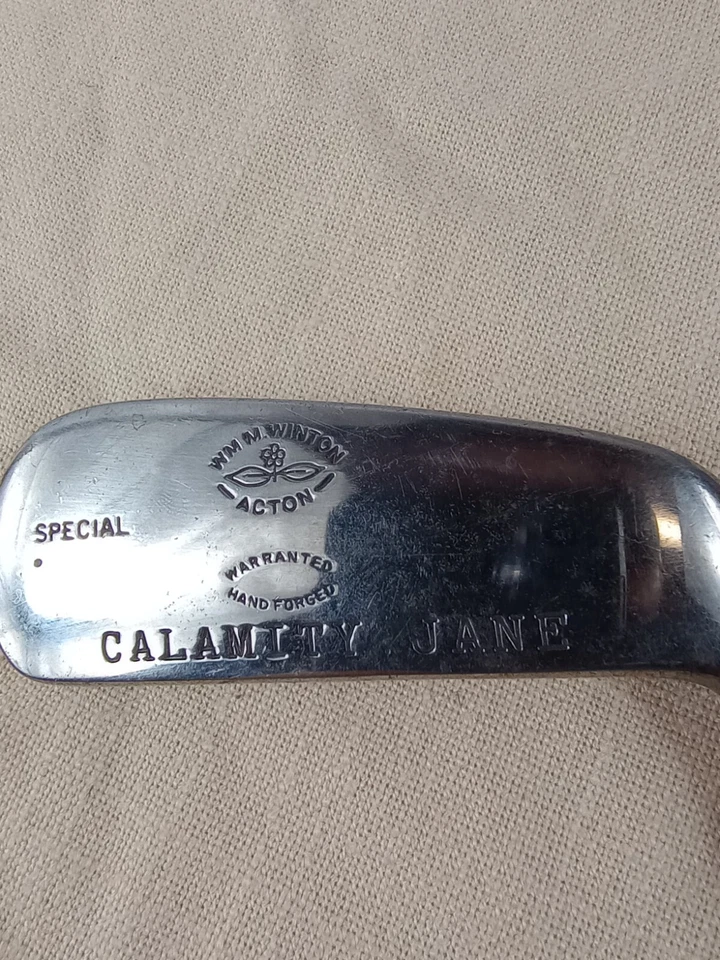 WM M. WINTON
ACTON
SPECIAL
WARRANTED
HAND FORGED
CALAMITY JANE